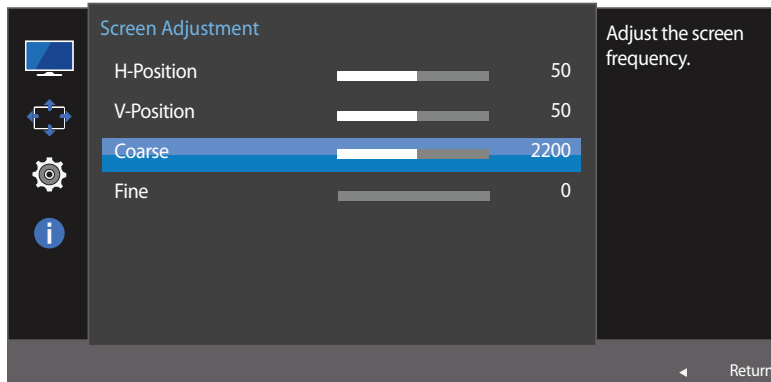 Screen Adjustment
H-Position 50
V-Position 50
Coarse 2200
Fine 0
Adjust the screen
frequency.
Return